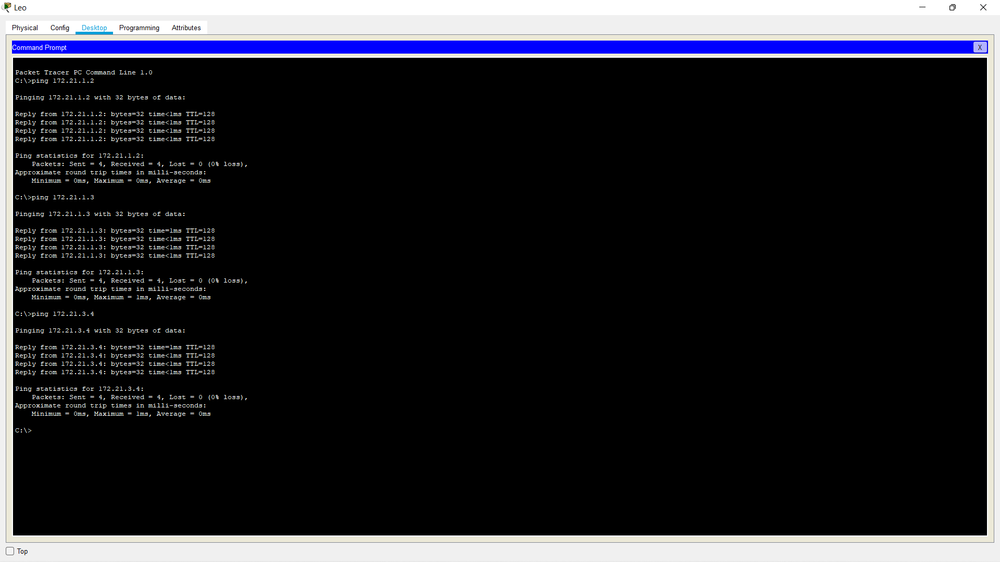 Leo
Physical Config Desktop Programming Attributes
Command Prompt X
Packet Tracer PC Command Line 1.0
C:\>ping 172.21.1.2
Pinging 172.21.1.2 with 32 bytes of data:
Reply from 172.21.1.2: bytes=32 time<1ms TTL=128
Reply from 172.21.1.2: bytes=32 time<1ms TTL=128
Reply from 172.21.1.2: bytes=32 time<1ms TTL=128
Reply from 172.21.1.2: bytes=32 time<1ms TTL=128
Ping statistics for 172.21.1.2:
Packets: Sent = 4, Received = 4, Lost = 0 (0% loss),
Approximate round trip times in milli-seconds:
Minimum = 0ms, Maximum = 0ms, Average = 0ms
C:\>ping 172.21.1.3
Pinging 172.21.1.3 with 32 bytes of data:
Reply from 172.21.1.3: bytes=32 time=1ms TTL=128
Reply from 172.21.1.3: bytes=32 time<1ms TTL=128
Reply from 172.21.1.3: bytes=32 time<1ms TTL=128
Reply from 172.21.1.3: bytes=32 time<1ms TTL=128
Ping statistics for 172.21.1.3:
Packets: Sent = 4, Received = 4, Lost = 0 (0% loss),
Approximate round trip times in milli-seconds:
Minimum = 0ms, Maximum = 1ms, Average = 0ms
C:\>ping 172.21.3.4
Pinging 172.21.3.4 with 32 bytes of data:
Reply from 172.21.3.4: bytes=32 time=1ms TTL=128
Reply from 172.21.3.4: bytes=32 time<1ms TTL=128
Reply from 172.21.3.4: bytes=32 time<1ms TTL=128
Reply from 172.21.3.4: bytes=32 time<1ms TTL=128
Ping statistics for 172.21.3.4:
Packets: Sent = 4, Received = 4, Lost = 0 (0% loss),
Approximate round trip times in milli-seconds:
Minimum = 0ms, Maximum = 1ms, Average = 0ms
C:\>
Top